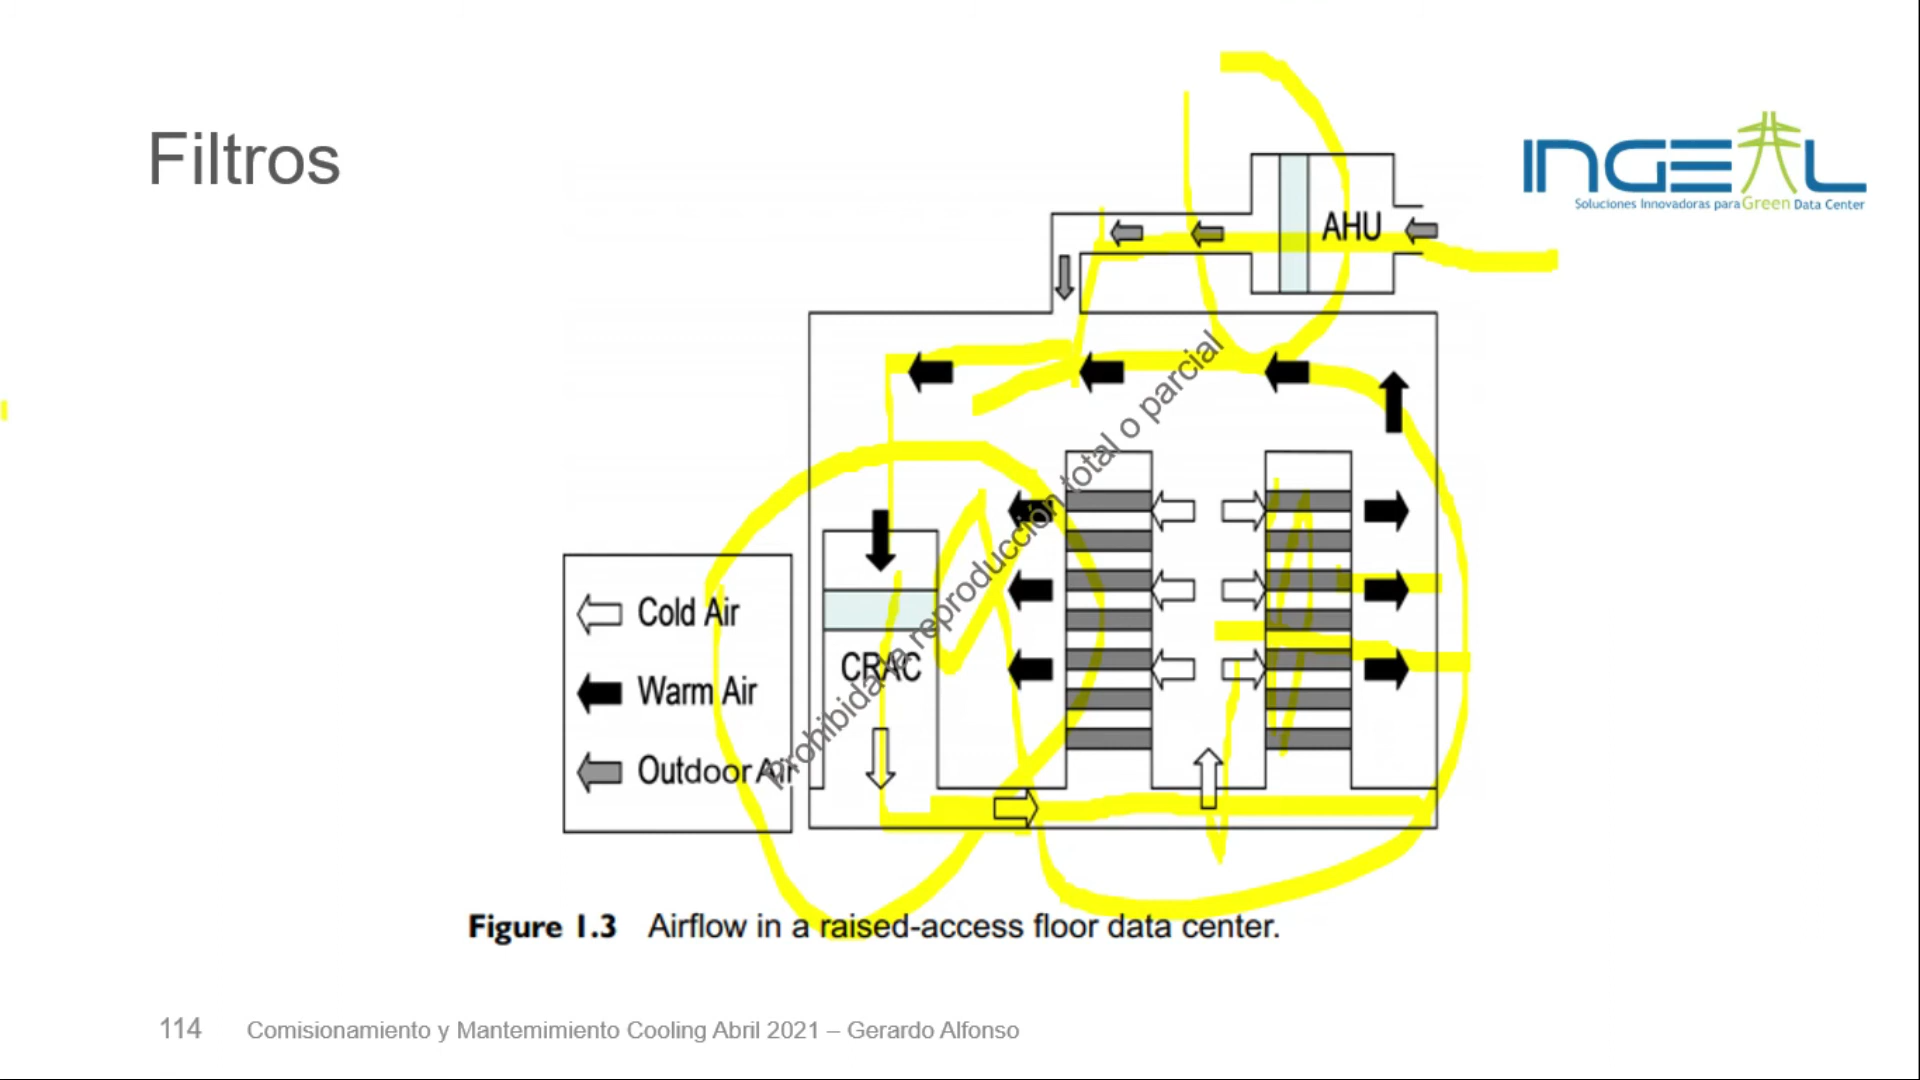 Filtros
INGEAL
Soluciones Innovadoras para Green Data Center
AHU
Prohibida la reproducción total o parcial
CRAC
Cold Air
Warm Air
Outdoor Air
Figure 1.3 Airflow in a raised-access floor data center.
114 Comisionamiento y Mantemimiento Cooling Abril 2021 – Gerardo Alfonso